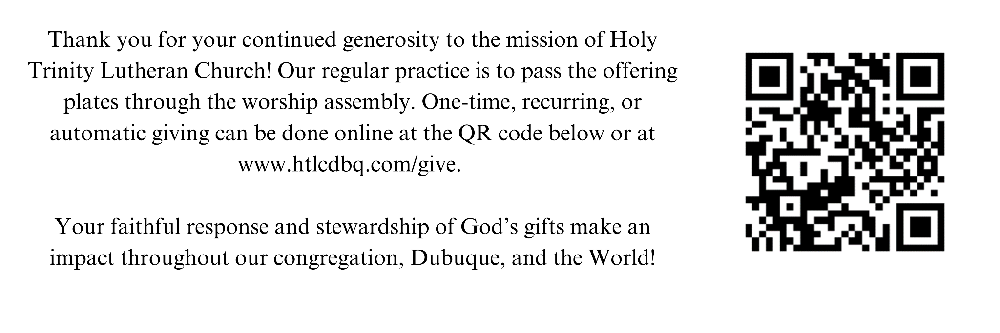 Thank you for your continued generosity to the mission of Holy
Trinity Lutheran Church! Our regular practice is to pass the offering
plates through the worship assembly. One-time, recurring, or
automatic giving can be done online at the QR code below or at
www.htlcdbq.com/give.
Your faithful response and stewardship of God’s gifts make an
impact throughout our congregation, Dubuque, and the World!